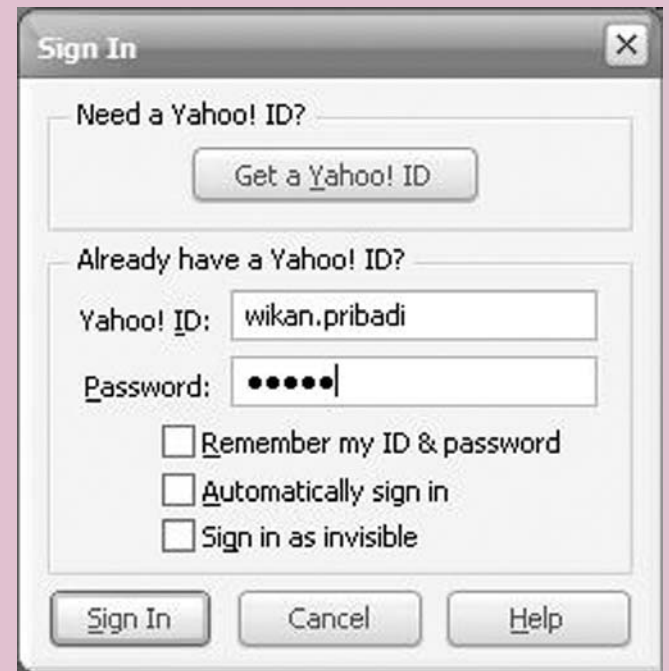 Sign In
Need a Yahoo! ID?
Get a Yahoo! ID
Already have a Yahoo! ID?
Yahoo! ID: wikan.pribadi
Password: •••••
Remember my ID & password
Automatically sign in
Sign in as invisible
Sign In Cancel Help